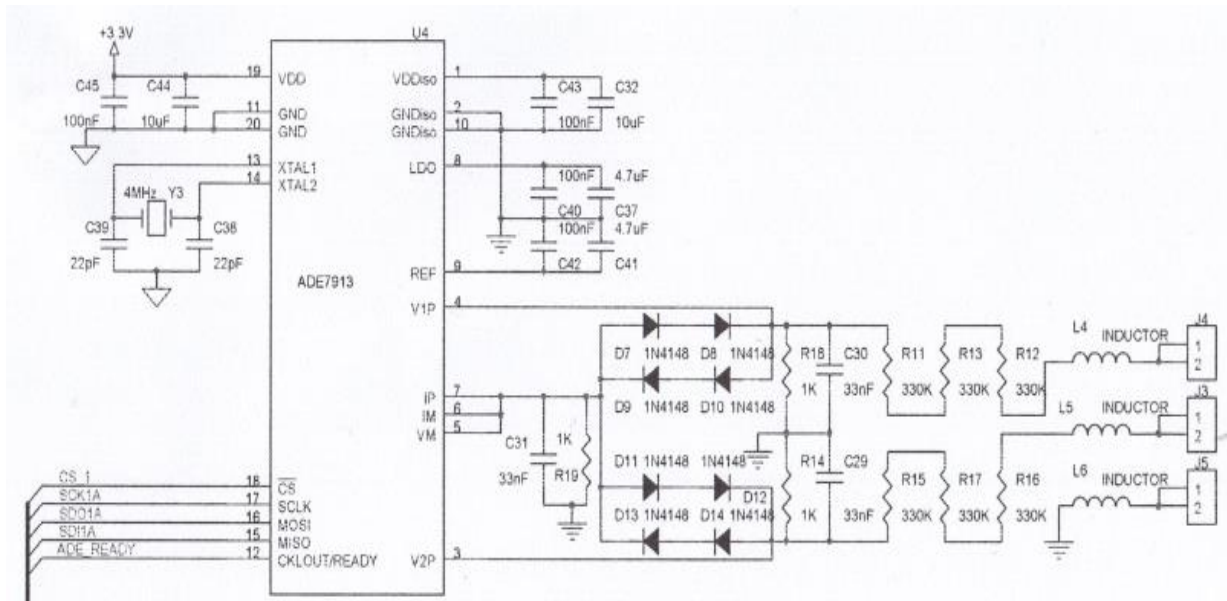 +3.3V
U4
C45
C44
100nF
10uF
19
VDD
11
GND
20
GND
13
XTAL1
14
XTAL2
4MHz
Y3
C39
C38
22pF
22pF
ADE7913
VDDiso
1
GNDiso
2
GNDiso
10
LDO
8
REF
9
V1P
4
IP
7
IM
6
VM
5
V2P
3
C43
C32
100nF
10uF
100nF
4.7uF
C40
C37
100nF
4.7uF
C42
C41
D7
1N4148
D8
1N4148
D9
1N4148
D10
1N4148
D11
1N4148
1N4148
D12
D13
1N4148
D14
1N4148
C31
33nF
1K
R19
R18
1K
C30
33nF
R14
1K
C29
33nF
R11
330K
R13
330K
R12
330K
R15
330K
R17
330K
R16
330K
L4
INDUCTOR
L5
INDUCTOR
L6
INDUCTOR
J4
1
2
J3
1
2
J5
1
2
CS_1
18
CS
SCK1A
17
SCLK
SDO1A
16
MOSI
SDI1A
15
MISO
ADE_READY
12
CKLOUT/READY